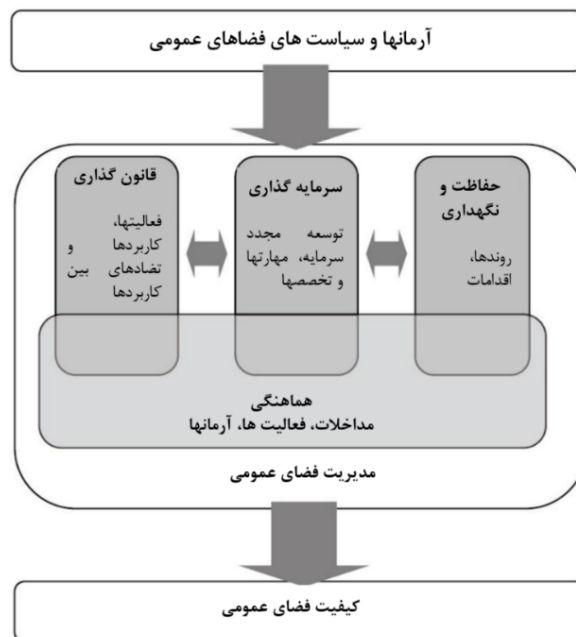 آرمانها و سیاست های فضاهای عمومی
حفاظت و
نگهداری
روندها،
اقدامات
سرمایه گذاری
توسعه مجدد
سرمایه، مهارتها
و تخصصها
قانون گذاری
فعالیتها،
کاربردها و
تضادهای بین
کاربردها
هماهنگی
مداخلات، فعالیت ها، آرمانها
مدیریت فضای عمومی
کیفیت فضای عمومی